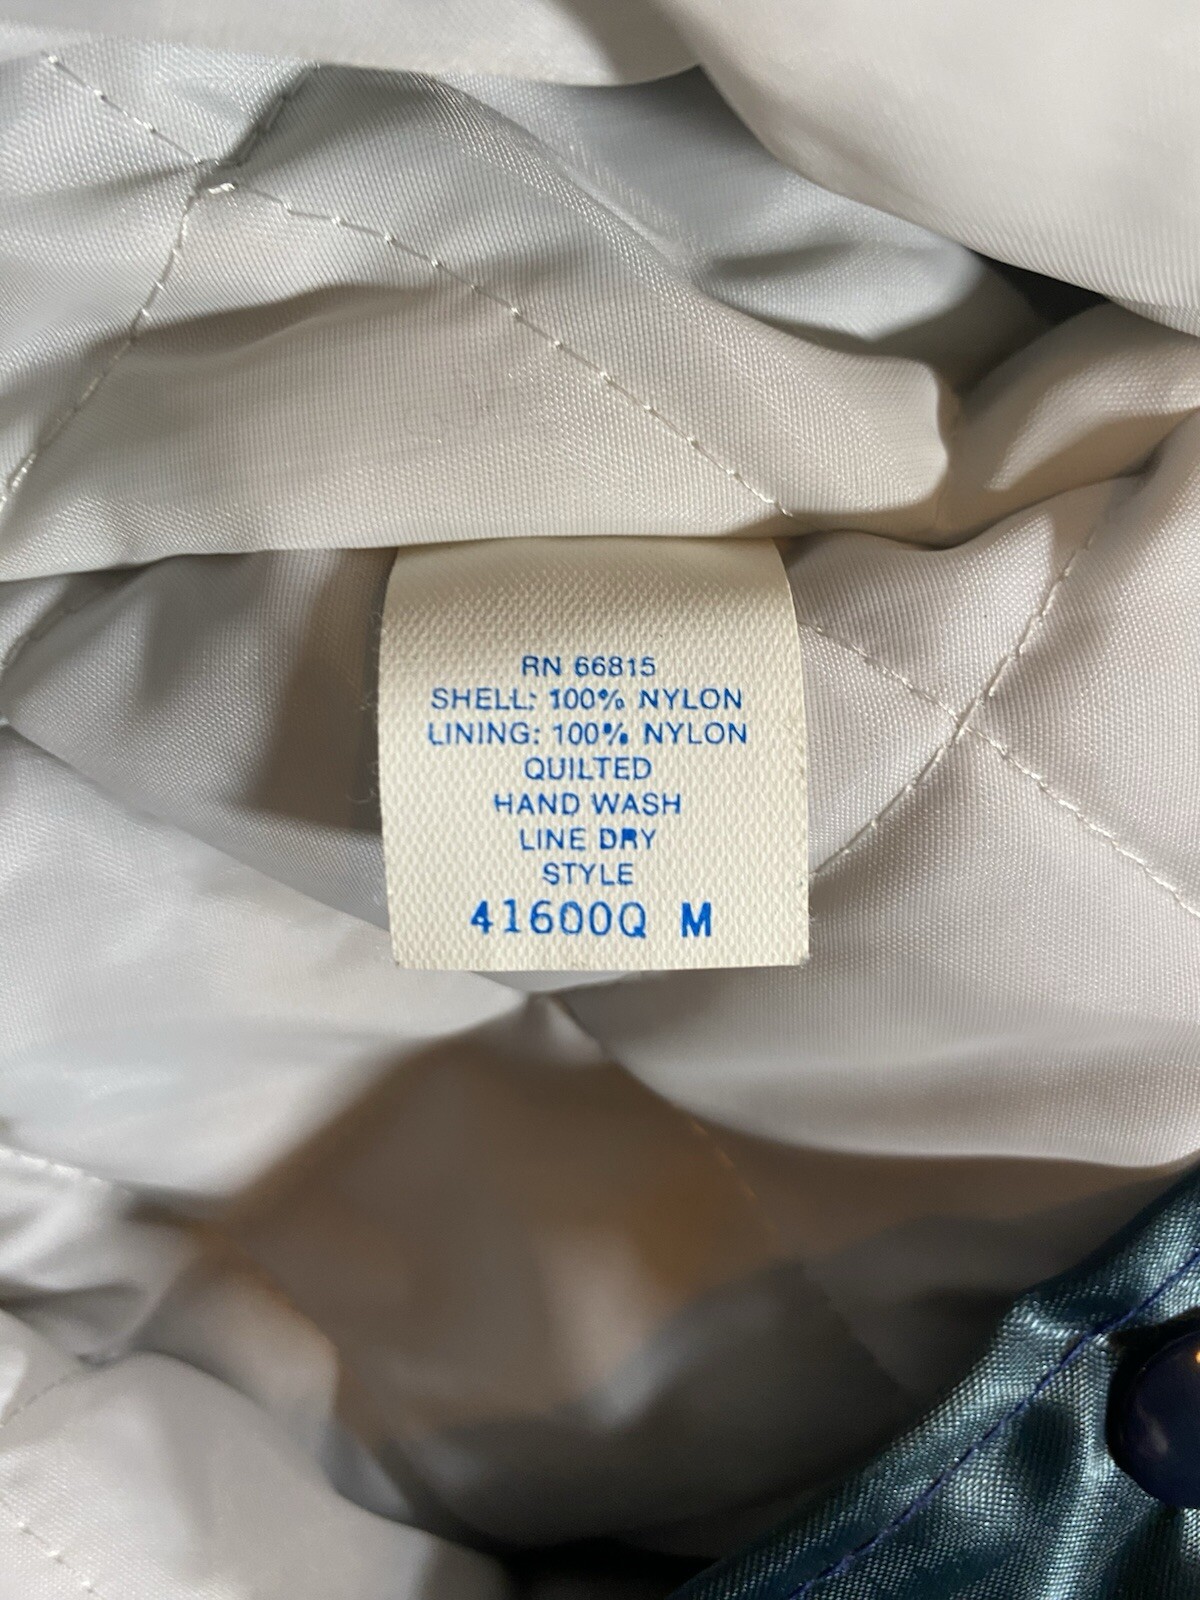 RN 66815
SHELL: 100% NYLON
LINING: 100% NYLON
QUILTED
HAND WASH
LINE DRY
STYLE
41600Q M